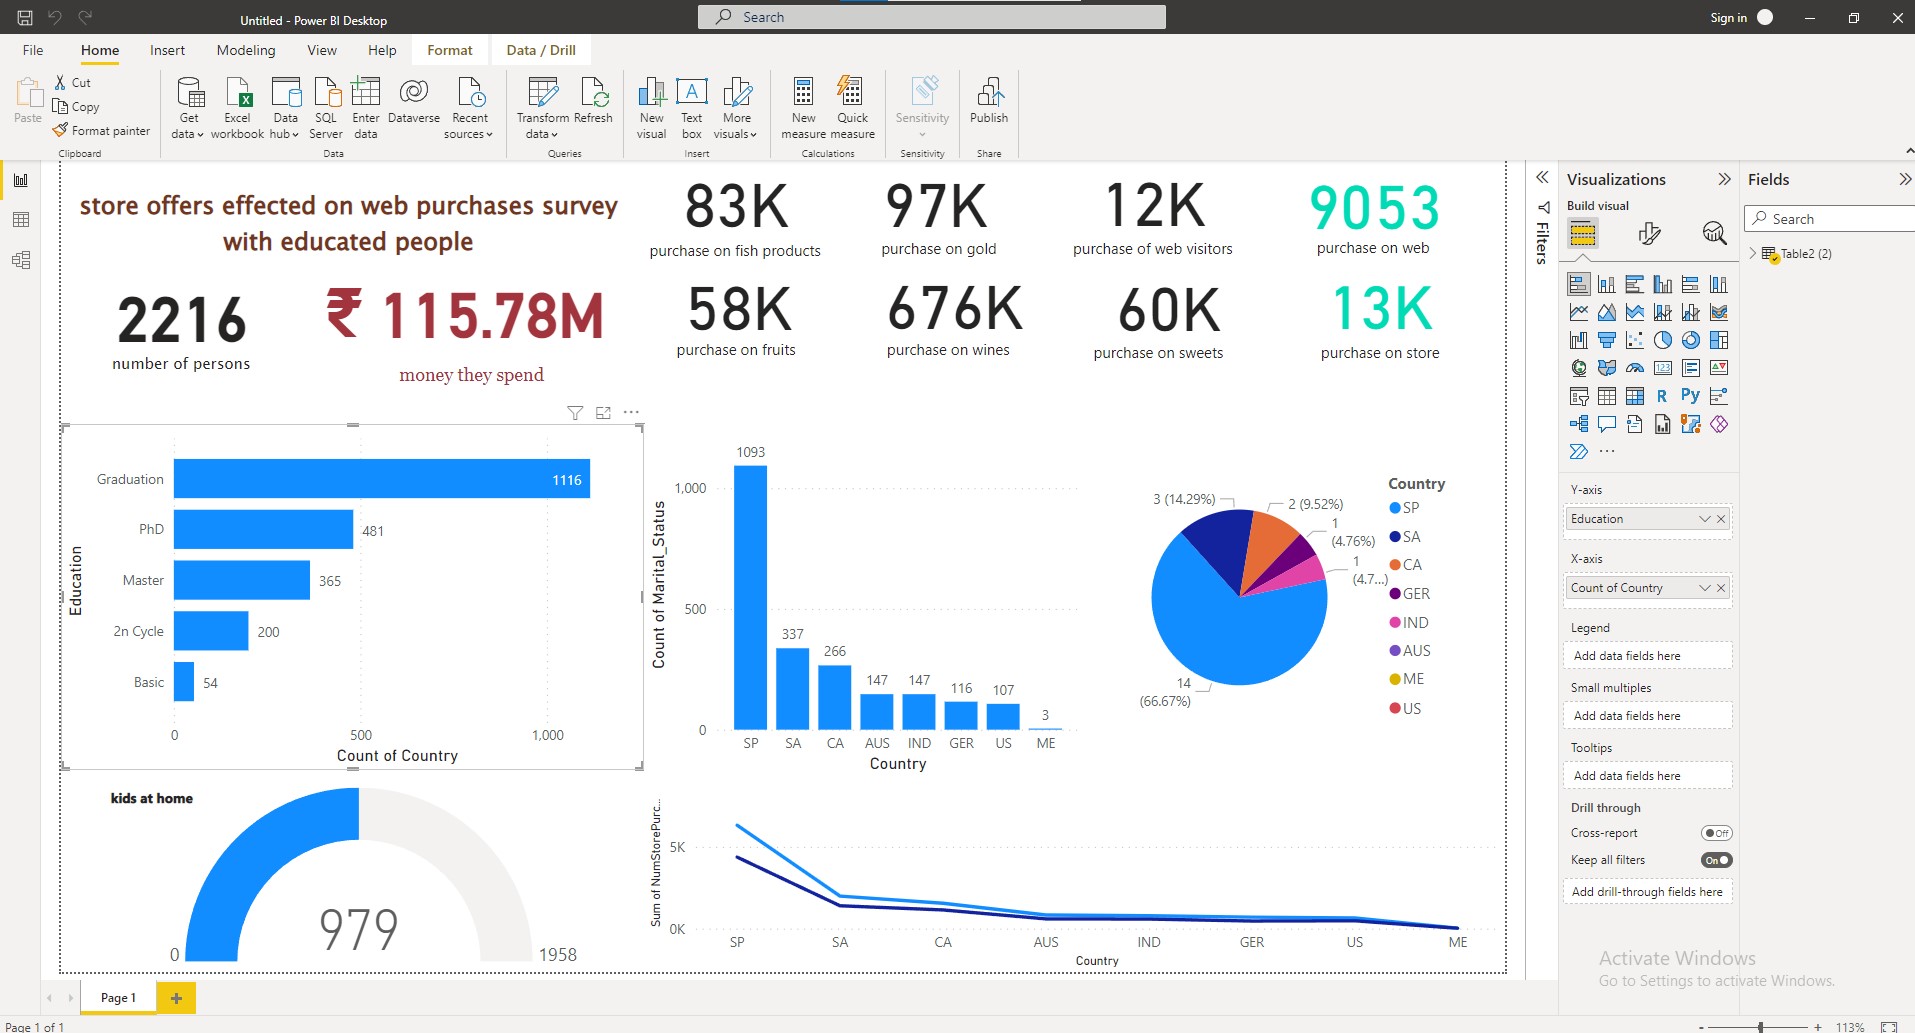 Untitled - Power BI Desktop
Search
Sign in
File
Home
Insert
Modeling
View
Help
Format
Data / Drill
Paste
Cut
Copy
Format painter
Clipboard
Get data
Excel workbook
Data hub
SQL Server
Enter data
Dataverse
Recent sources
Data
Transform data
Refresh
Queries
New visual
Text box
More visuals
Insert
New measure
Quick measure
Calculations
Sensitivity
Sensitivity
Publish
Share
store offers effected on web purchases survey
with educated people
2216
number of persons
₹ 115.78M
money they spend
83K
purchase on fish products
97K
purchase on gold
12K
purchase of web visitors
9053
purchase on web
58K
purchase on fruits
676K
purchase on wines
60K
purchase on sweets
13K
purchase on store
Education
Graduation
1116
PhD
481
Master
365
2n Cycle
200
Basic
54
0
500
1,000
Count of Country
Count of Marital_Status
1,000
500
0
1093
337
266
147
147
116
107
3
SP
SA
CA
AUS
IND
GER
US
ME
Country
3 (14.29%)
2 (9.52%)
1
(4.76%)
1
(4.7...)
14
(66.67%)
Country
SP
SA
CA
GER
IND
AUS
ME
US
kids at home
979
0
1958
Sum of NumStorePurc...
5K
0K
SP
SA
CA
AUS
IND
GER
US
ME
Country
Filters
Visualizations
Build visual
R
Py
123
Y-axis
Education
X-axis
Count of Country
Legend
Add data fields here
Small multiples
Add data fields here
Tooltips
Add data fields here
Drill through
Cross-report
Off
Keep all filters
On
Add drill-through fields here
Fields
Search
Table2 (2)
Activate Windows
Go to Settings to activate Windows.
Page 1
Page 1 of 1
- + 113%